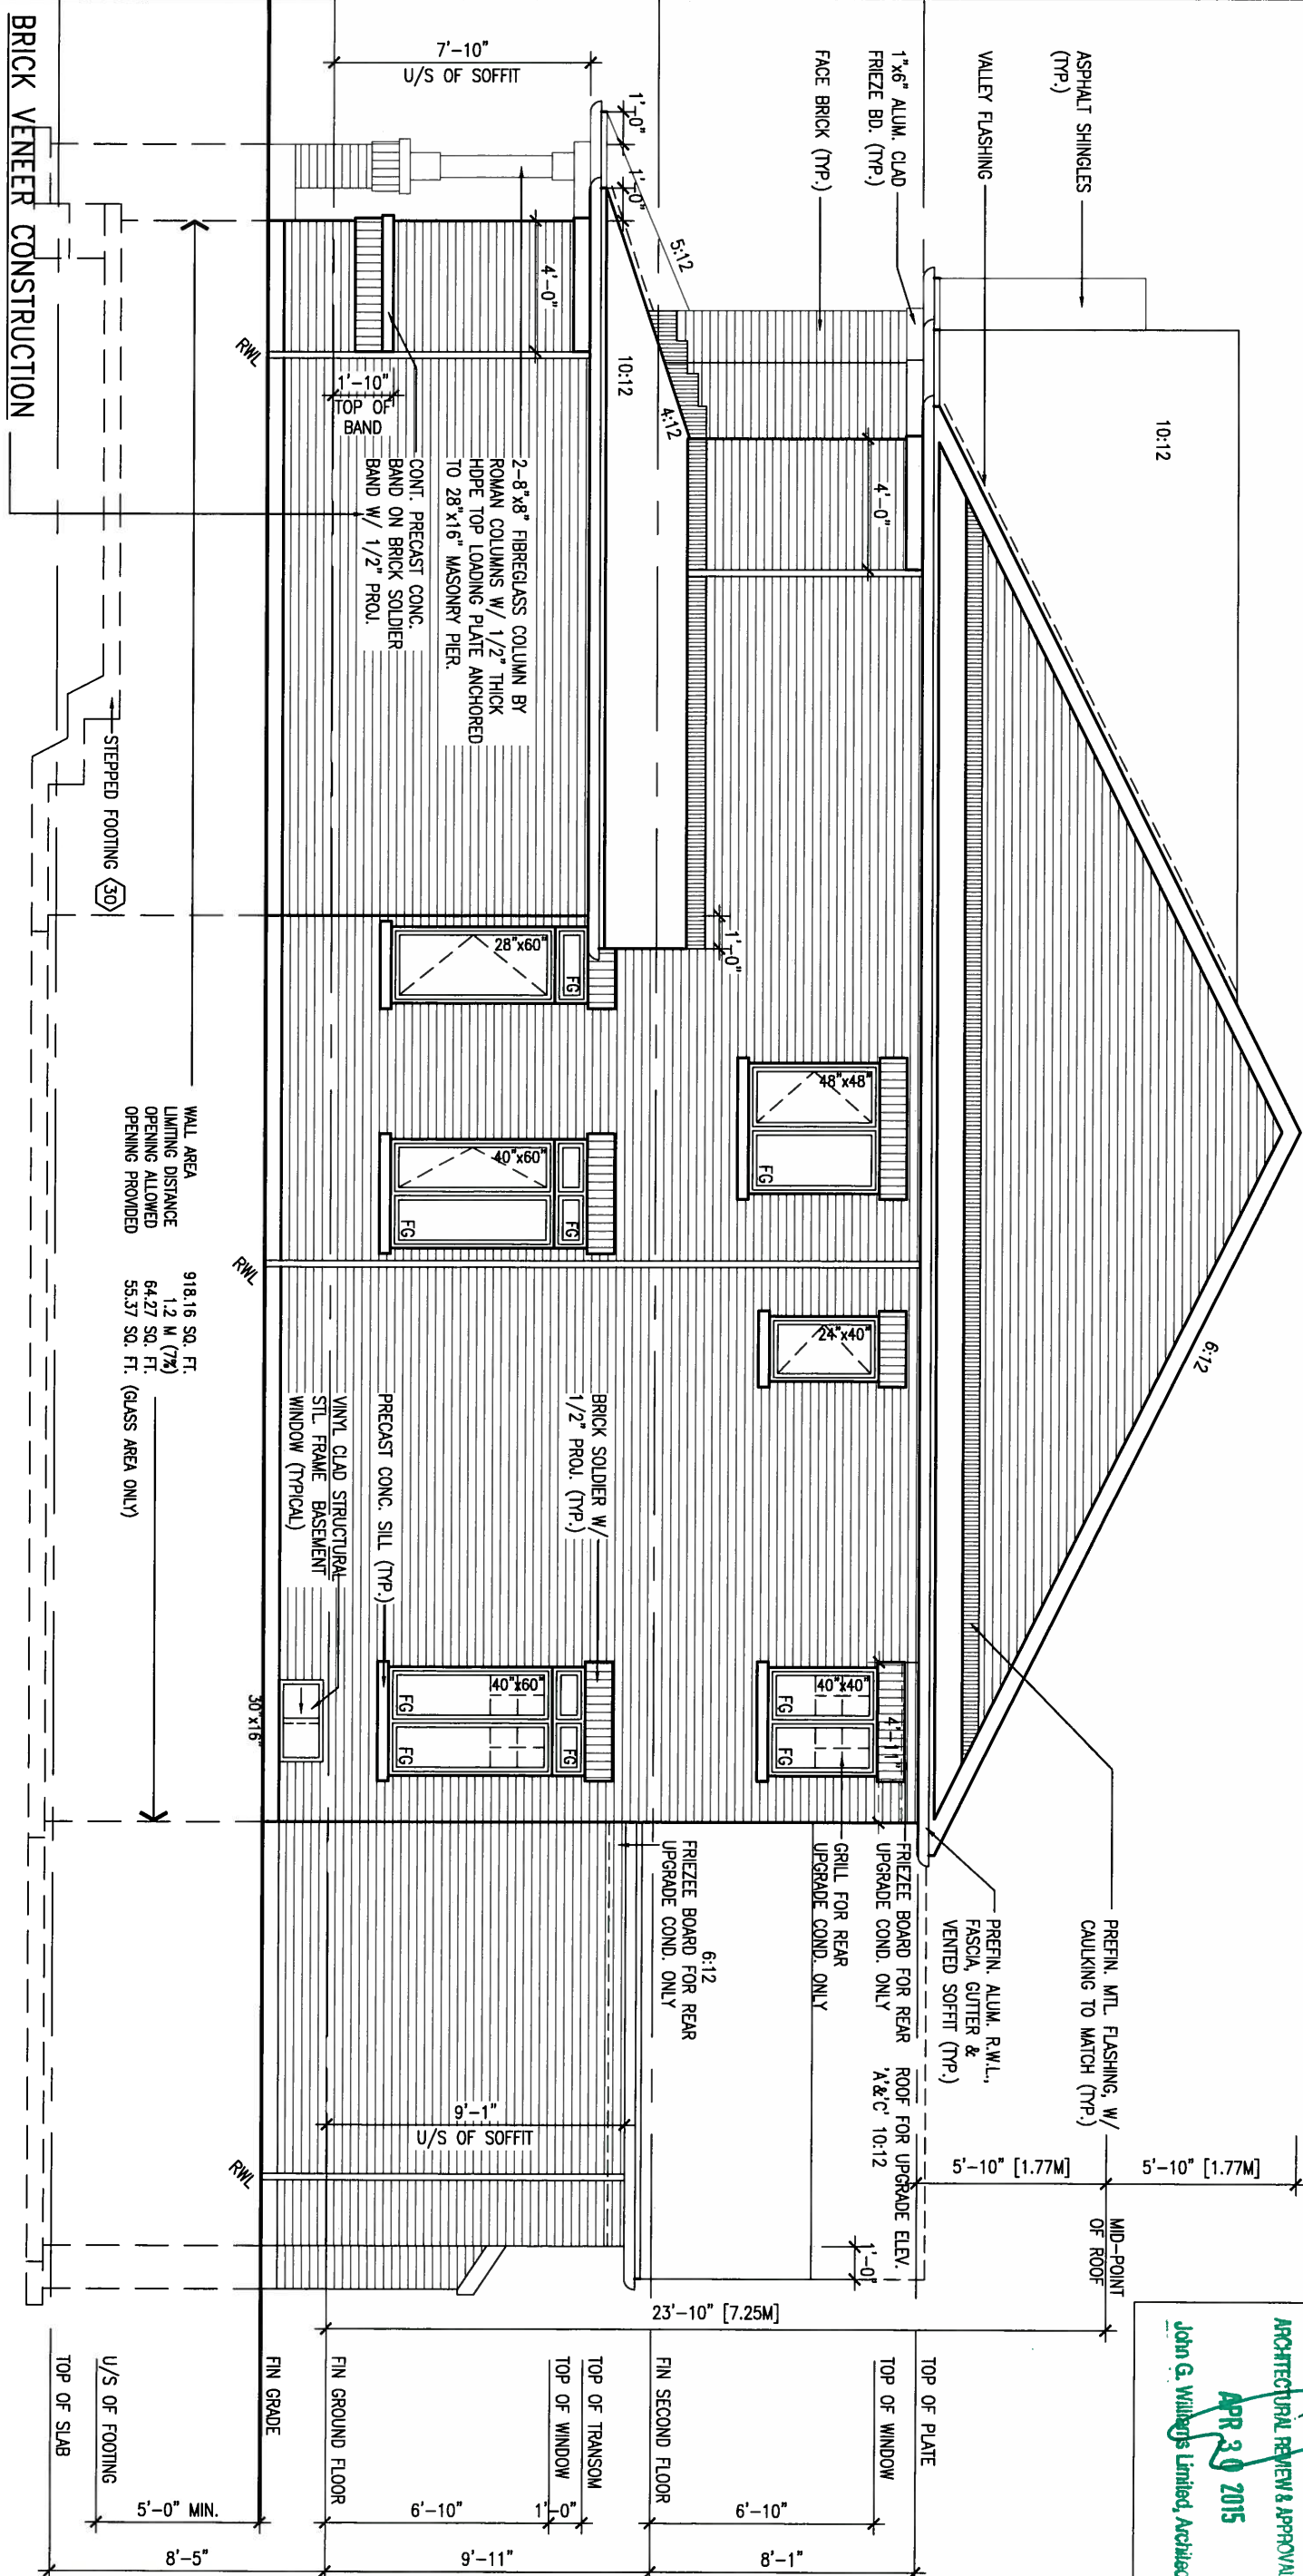 ASPHALT SHINGLES
(TYP.)
VALLEY FLASHING
1"x6" ALUM. CLAD
FRIEZE BD. (TYP.)
FACE BRICK (TYP.)
7'-10"
U/S OF SOFFIT
1'-0"
1'-0"
5:12
4:12
10:12
10:12
6:12
4'-0"
4'-0"
1'-0"
RWL
1'-10"
TOP OF
BAND
2-8"x8" FIBREGLASS COLUMN BY
ROMAN COLUMNS W/ 1/2" THICK
HDPE TOP LOADING PLATE ANCHORED
TO 28"x16" MASONRY PIER.
CONT. PRECAST CONC.
BAND ON BRICK SOLDIER
BAND W/ 1/2" PROJ.
BRICK VENEER CONSTRUCTION
STEPPED FOOTING 30
28"x60"
FG
48"x48"
FG
40"x60"
FG
FG
RWL
24"x40"
WALL AREA 918.16 SQ. FT.
LIMITING DISTANCE 1.2 M (7%)
OPENING ALLOWED 64.27 SQ. FT.
OPENING PROVIDED 55.37 SQ. FT. (GLASS AREA ONLY)
BRICK SOLDIER W/
1/2" PROJ. (TYP.)
PRECAST CONC. SILL (TYP.)
VINYL CLAD STRUCTURAL
STL. FRAME BASEMENT
WINDOW (TYPICAL)
30"x16"
40"x60"
FG
FG
FG
40"x40"
FG
FG
4'-11"
PREFIN. MTL. FLASHING, W/
CAULKING TO MATCH (TYP.)
PREFIN. ALUM. R.W.L.,
FASCIA, GUTTER &
VENTED SOFFIT (TYP.)
FRIEZEE BOARD FOR REAR
UPGRADE COND. ONLY
ROOF FOR UPGRADE ELEV.
'A'&'C' 10:12
GRILL FOR REAR
UPGRADE COND. ONLY
6:12
FRIEZEE BOARD FOR REAR
UPGRADE COND. ONLY
9'-1"
U/S OF SOFFIT
RWL
1'-0"
5'-10" [1.77M]
5'-10" [1.77M]
MID-POINT
OF ROOF
23'-10" [7.25M]
TOP OF PLATE
TOP OF WINDOW
FIN SECOND FLOOR
TOP OF TRANSOM
TOP OF WINDOW
FIN GROUND FLOOR
FIN GRADE
U/S OF FOOTING
TOP OF SLAB
6'-10"
1'-0"
6'-10"
5'-0" MIN.
8'-1"
9'-11"
8'-5"
ARCHITECTURAL REVIEW & APPROVAL
APR 30 2015
John G. Williams Limited, Architect